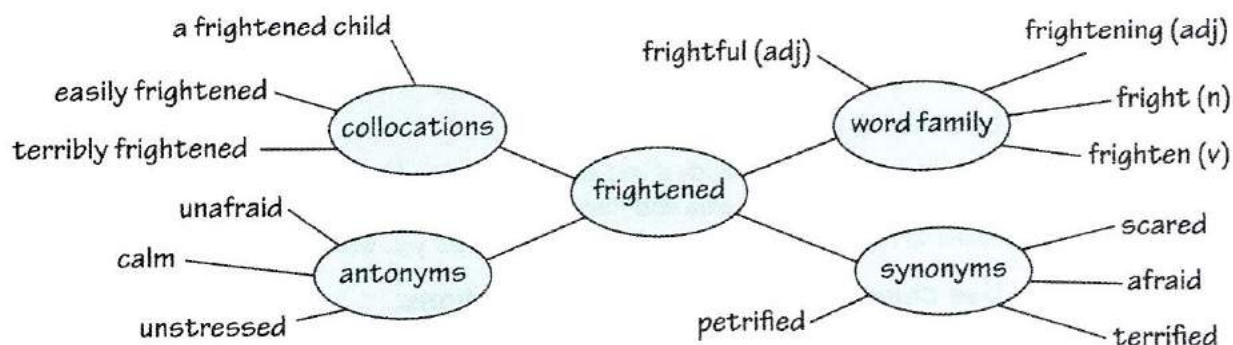 a frightened child
easily frightened
terribly frightened
collocations
frightful (adj)
frightening (adj)
fright (n)
frighten (v)
word family
frightened
unafraid
calm
unstressed
antonyms
synonyms
scared
afraid
terrified
petrified